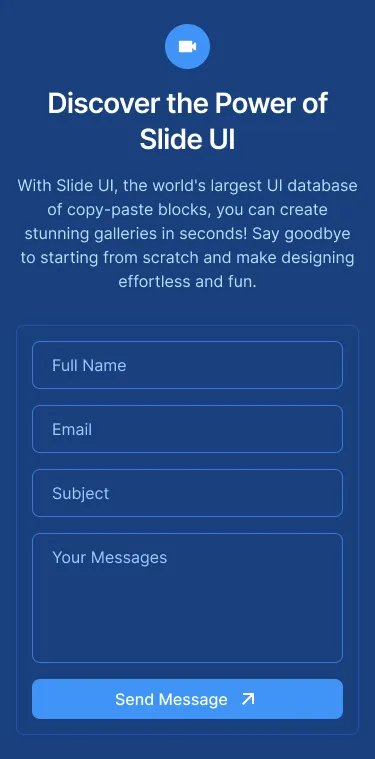 Discover the Power of
Slide UI
With Slide UI, the world's largest UI database
of copy-paste blocks, you can create
stunning galleries in seconds! Say goodbye
to starting from scratch and make designing
effortless and fun.
Full Name
Email
Subject
Your Messages
Send Message